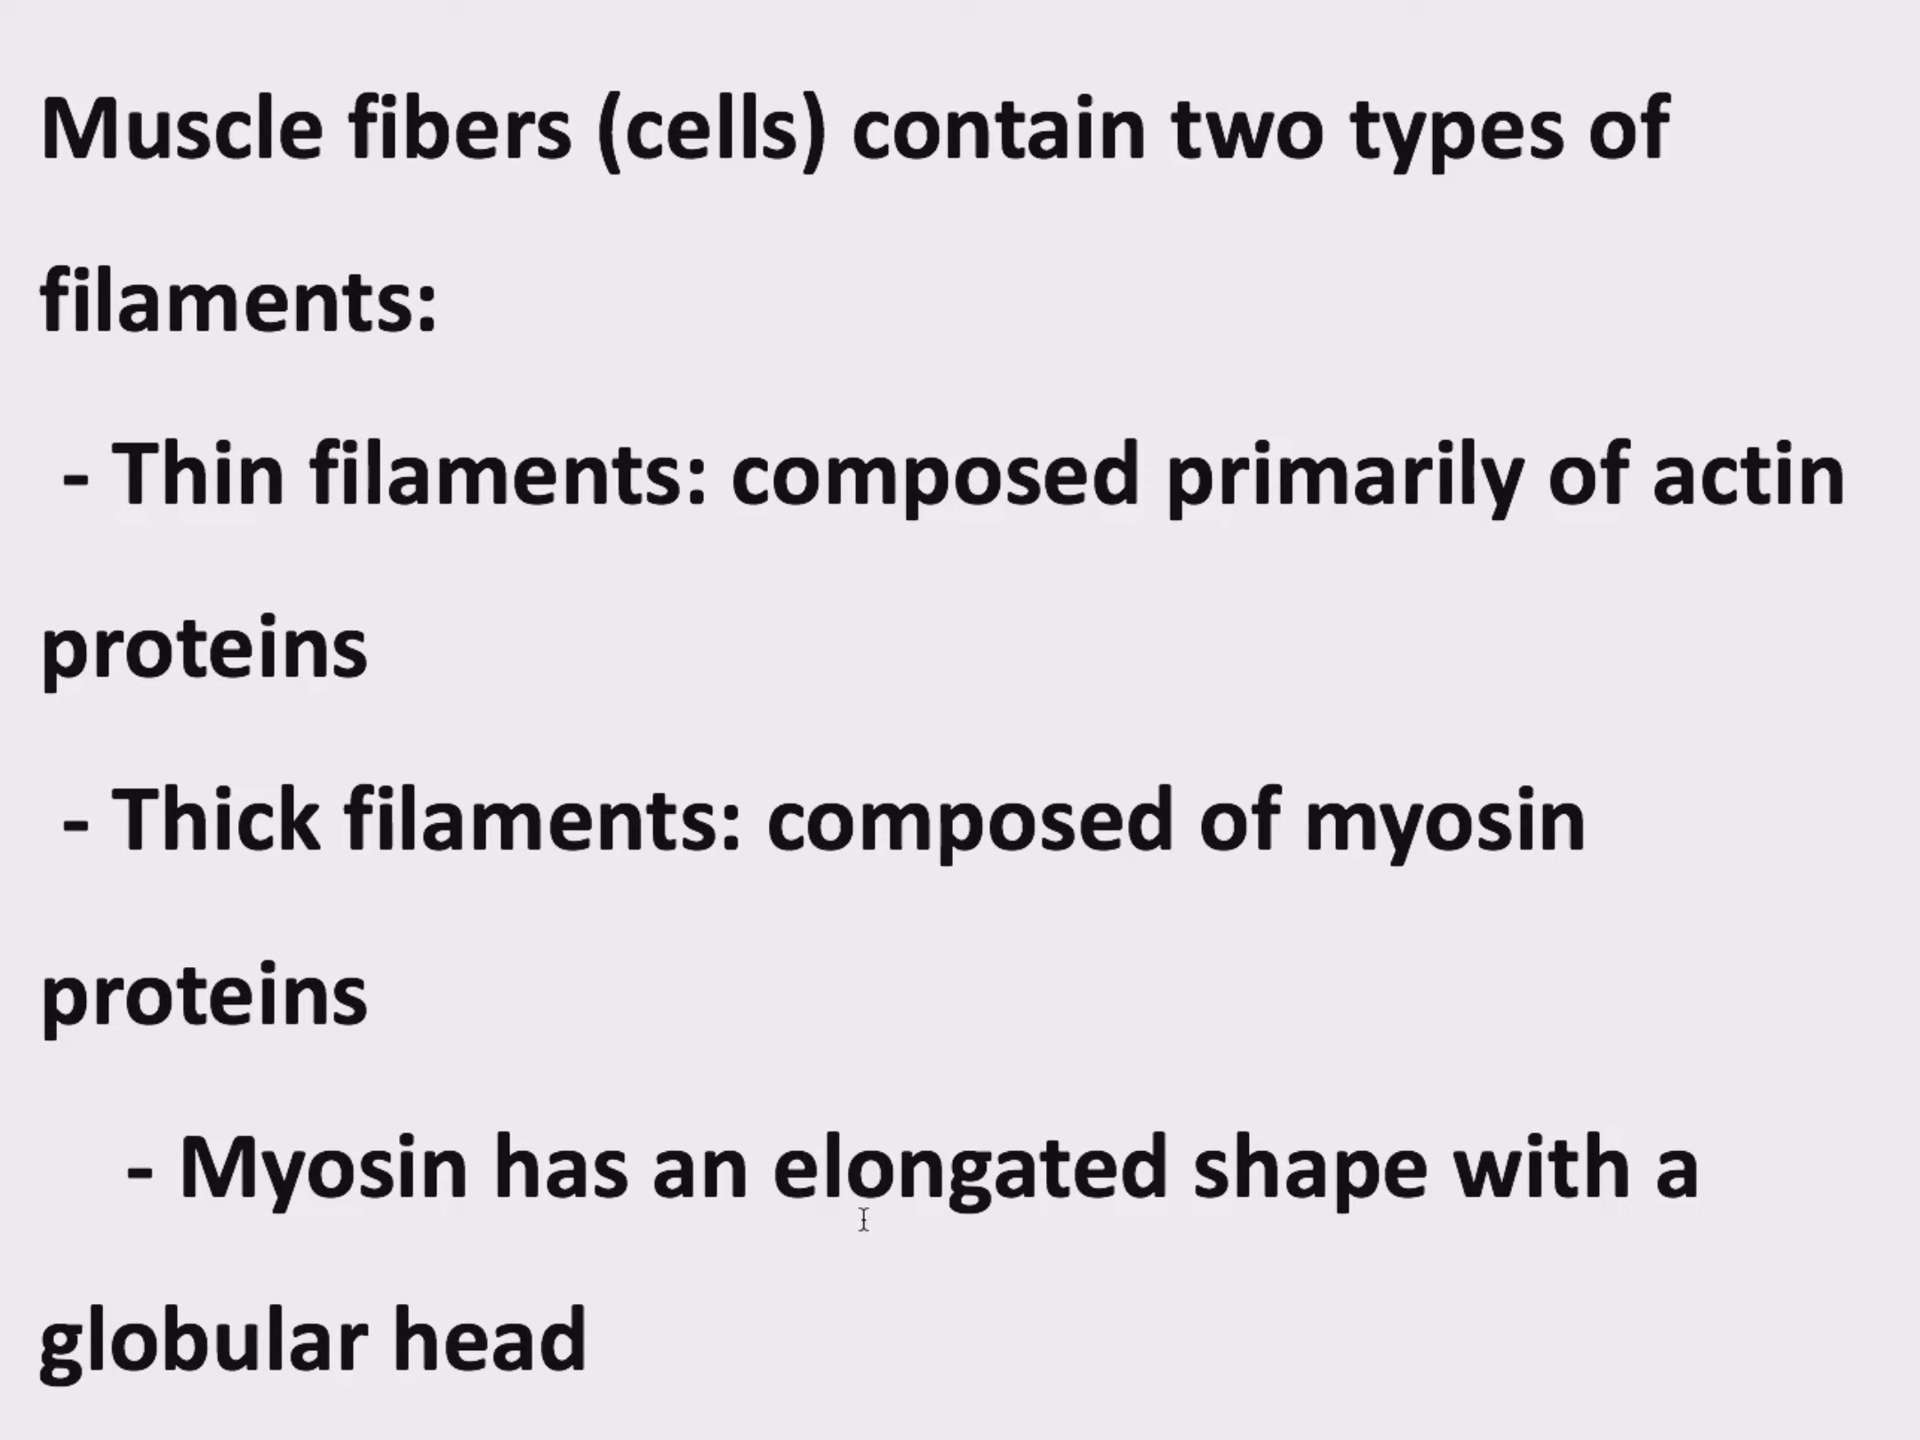 Muscle fibers (cells) contain two types of
filaments:
- Thin filaments: composed primarily of actin
proteins
- Thick filaments: composed of myosin
proteins
- Myosin has an elongated shape with a
globular head